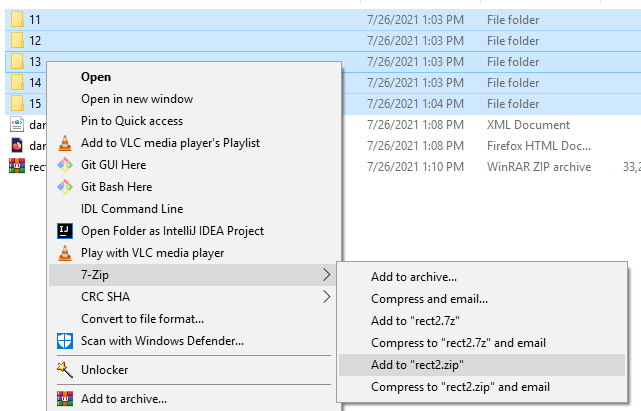 11 7/26/2021 1:03 PM File folder
12 7/26/2021 1:03 PM File folder
13 7/26/2021 1:03 PM File folder
14 7/26/2021 1:03 PM File folder
15 7/26/2021 1:04 PM File folder
dar 7/26/2021 1:08 PM XML Document
dar 7/26/2021 1:08 PM Firefox HTML Doc...
rect 7/26/2021 1:10 PM WinRAR ZIP archive 33,2
Open
Open in new window
Pin to Quick access
Add to VLC media player's Playlist
Git GUI Here
Git Bash Here
IDL Command Line
Open Folder as IntelliJ IDEA Project
Play with VLC media player
7-Zip
CRC SHA
Convert to file format...
Scan with Windows Defender...
Unlocker
Add to archive...
Add to archive...
Compress and email...
Add to "rect2.7z"
Compress to "rect2.7z" and email
Add to "rect2.zip"
Compress to "rect2.zip" and email